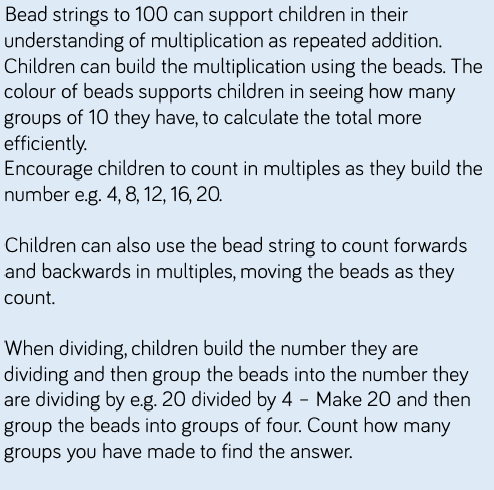 Bead strings to 100 can support children in their
understanding of multiplication as repeated addition.
Children can build the multiplication using the beads. The
colour of beads supports children in seeing how many
groups of 10 they have, to calculate the total more
efficiently.
Encourage children to count in multiples as they build the
number e.g. 4, 8, 12, 16, 20.
Children can also use the bead string to count forwards
and backwards in multiples, moving the beads as they
count.
When dividing, children build the number they are
dividing and then group the beads into the number they
are dividing by e.g. 20 divided by 4 – Make 20 and then
group the beads into groups of four. Count how many
groups you have made to find the answer.